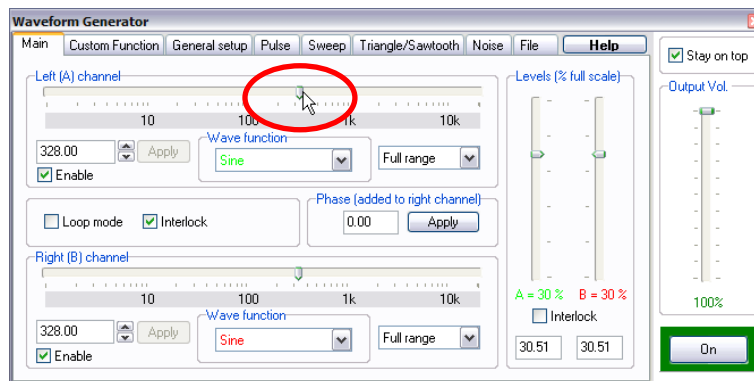 Waveform Generator
Main Custom Function General setup Pulse Sweep Triangle/Sawtooth Noise File Help
Left (A) channel
10 100 1k 10k
328.00 Apply
Enable
Wave function
Sine
Full range
Loop mode Interlock
Phase (added to right channel)
0.00 Apply
Right (B) channel
10 100 1k 10k
328.00 Apply
Enable
Wave function
Sine
Full range
Levels (% full scale)
A = 30 % B = 30 %
Interlock
30.51 30.51
Stay on top
Output Vol.
100%
On